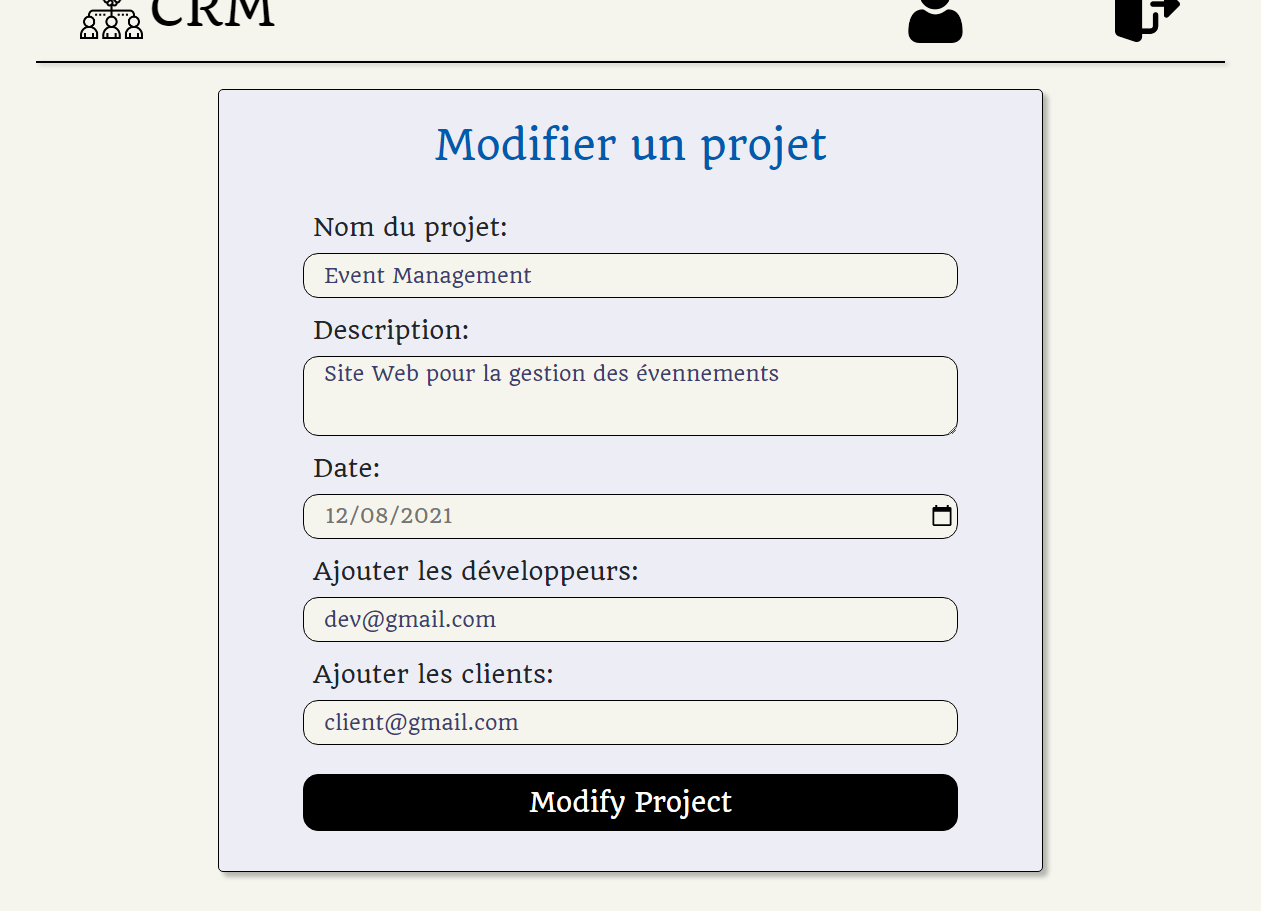 CRM
Modifier un projet
Nom du projet:
Event Management
Description:
Site Web pour la gestion des évennements
Date:
12/08/2021
Ajouter les développeurs:
dev@gmail.com
Ajouter les clients:
client@gmail.com
Modify Project